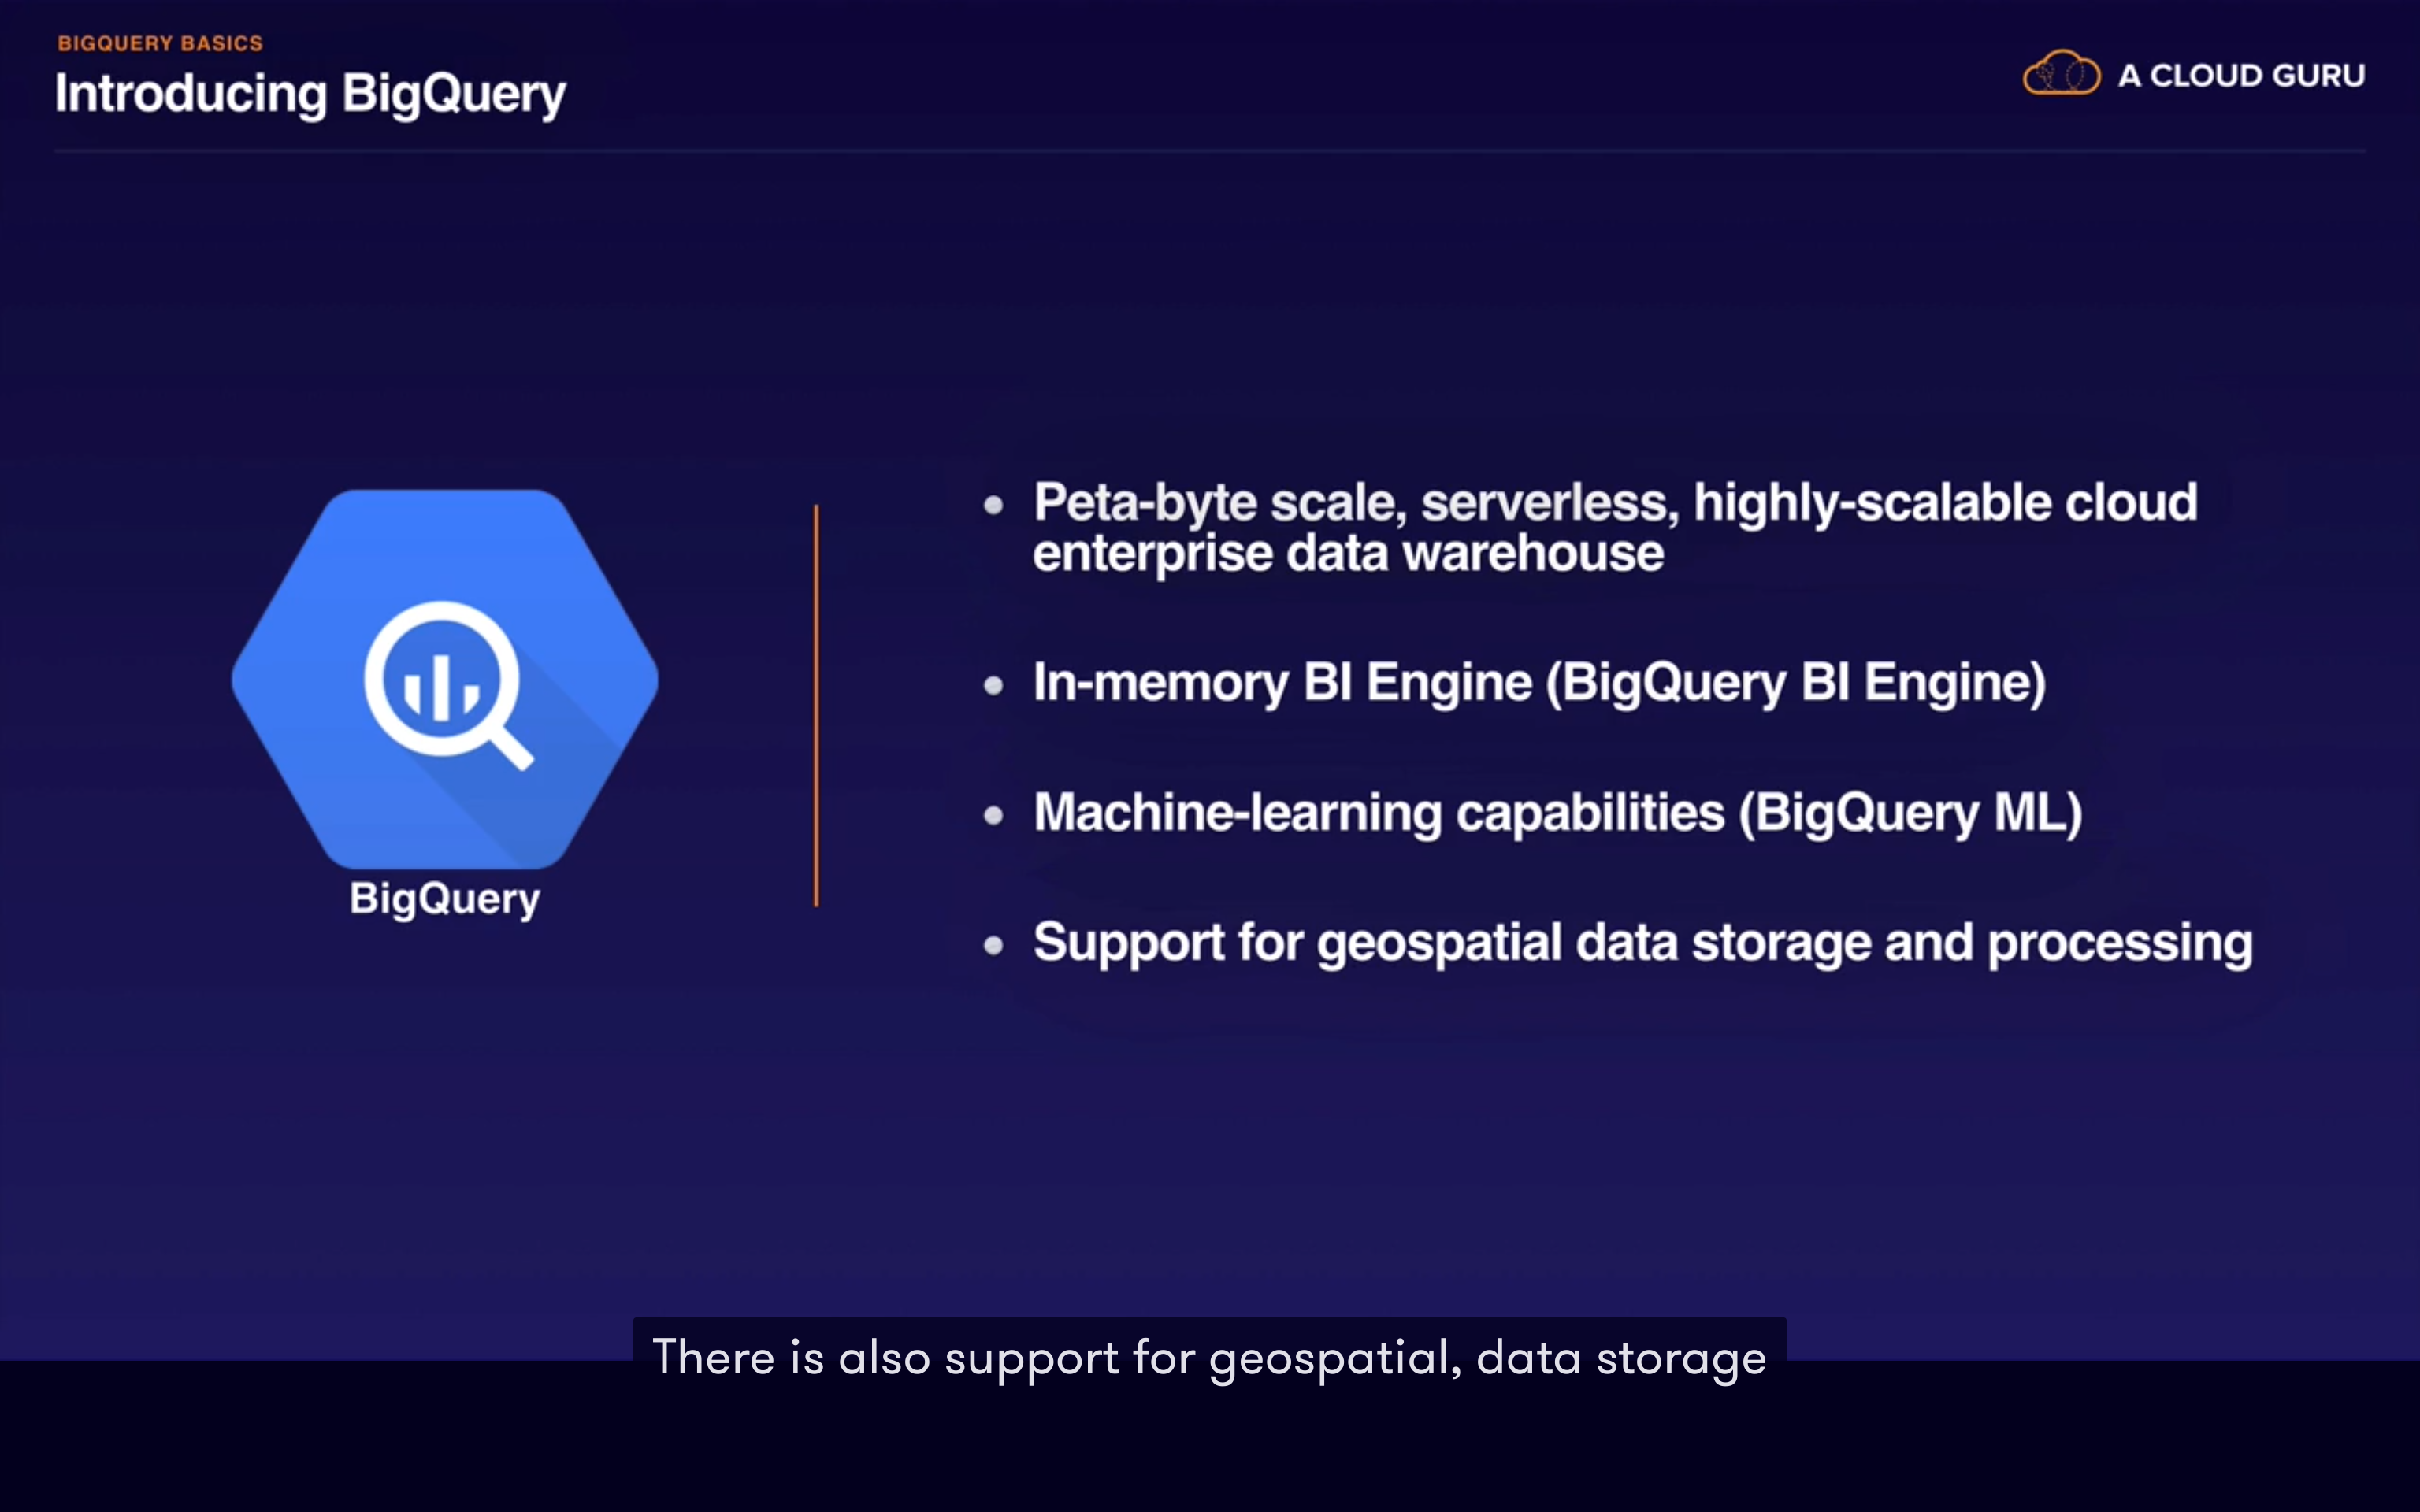 BIGQUERY BASICS
Introducing BigQuery
A CLOUD GURU
BigQuery
• Peta-byte scale, serverless, highly-scalable cloud
enterprise data warehouse
• In-memory BI Engine (BigQuery BI Engine)
• Machine-learning capabilities (BigQuery ML)
• Support for geospatial data storage and processing
There is also support for geospatial, data storage